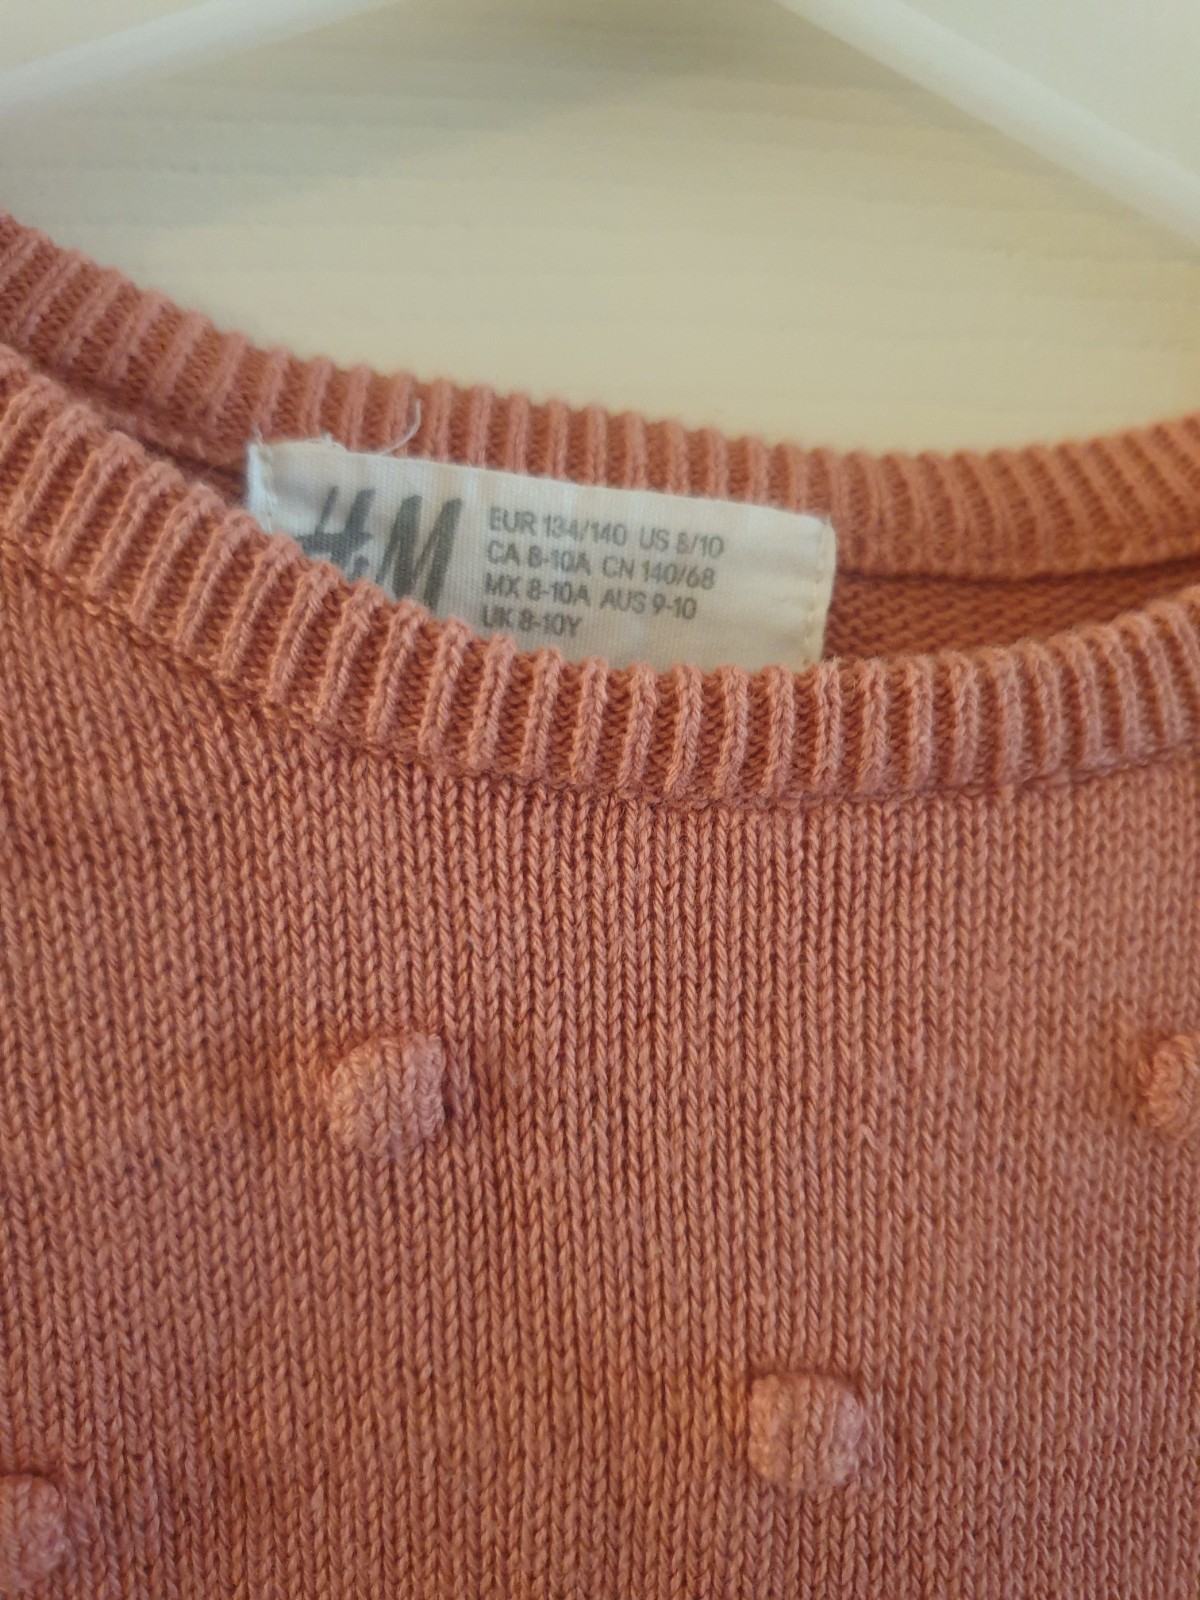 H&M
EUR 134/140 US 8/10
CA 8-10A CN 140/68
MX 8-10A AUS 9-10
UK 8-10Y